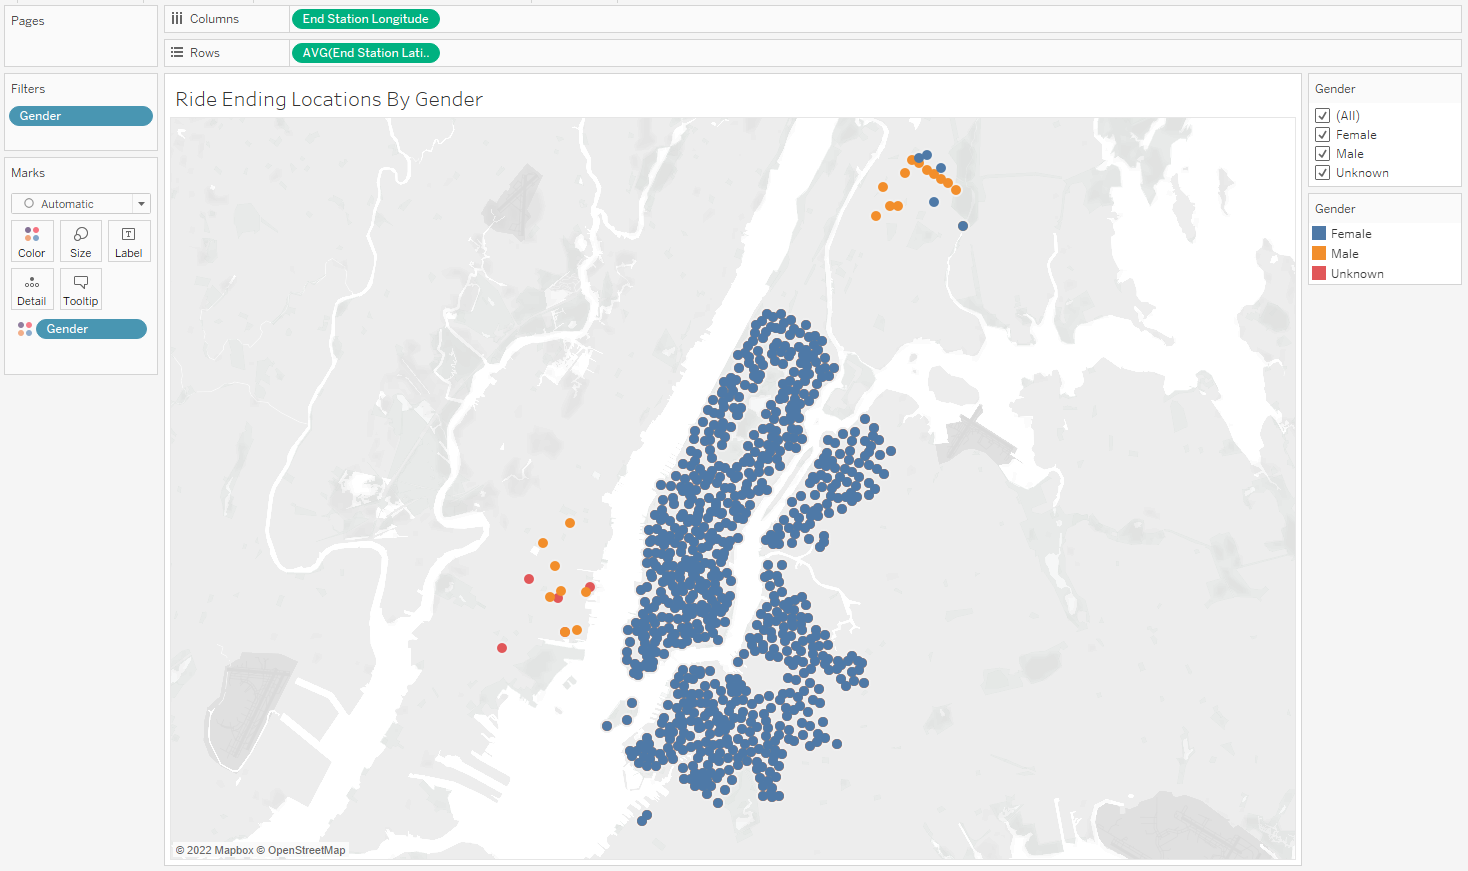 Pages
Columns
End Station Longitude
Rows
AVG(End Station Lati..
Filters
Gender
Marks
Automatic
Color
Size
Label
Detail
Tooltip
Gender
Ride Ending Locations By Gender
© 2022 Mapbox © OpenStreetMap
Gender
(All)
Female
Male
Unknown
Gender
Female
Male
Unknown